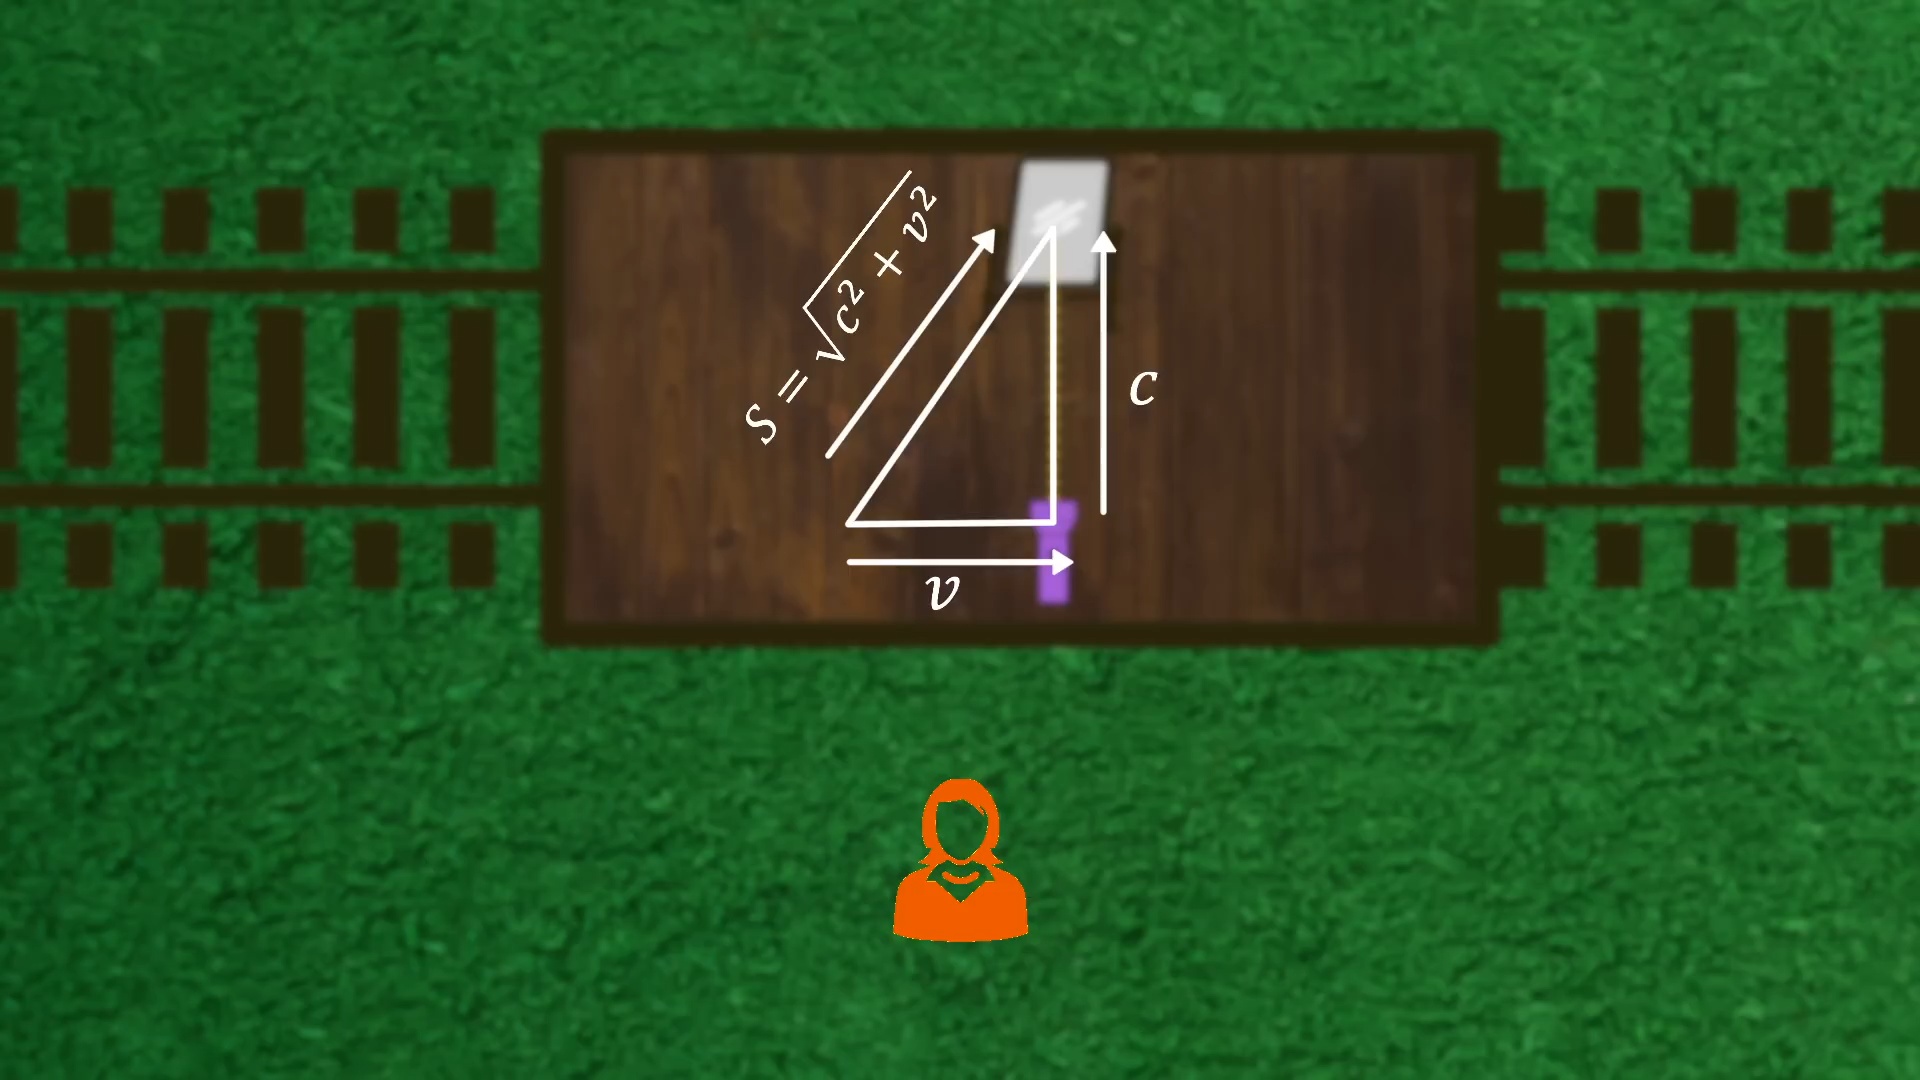 S = √c² + v²
c
v